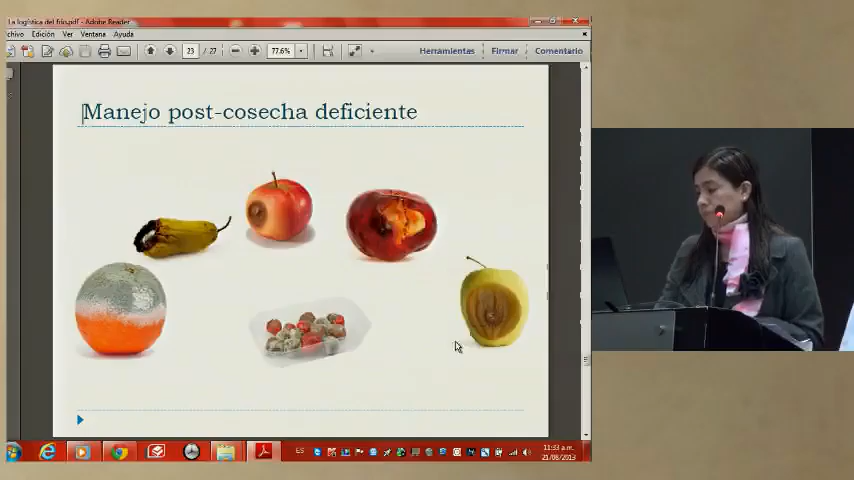 La logística del frío.pdf - Adobe Reader
chivo Edición Ver Ventana Ayuda
23 / 27 77.6% Herramientas Firmar Comentario
Manejo post-cosecha deficiente
ES 11:33 a.m.
21/08/2013